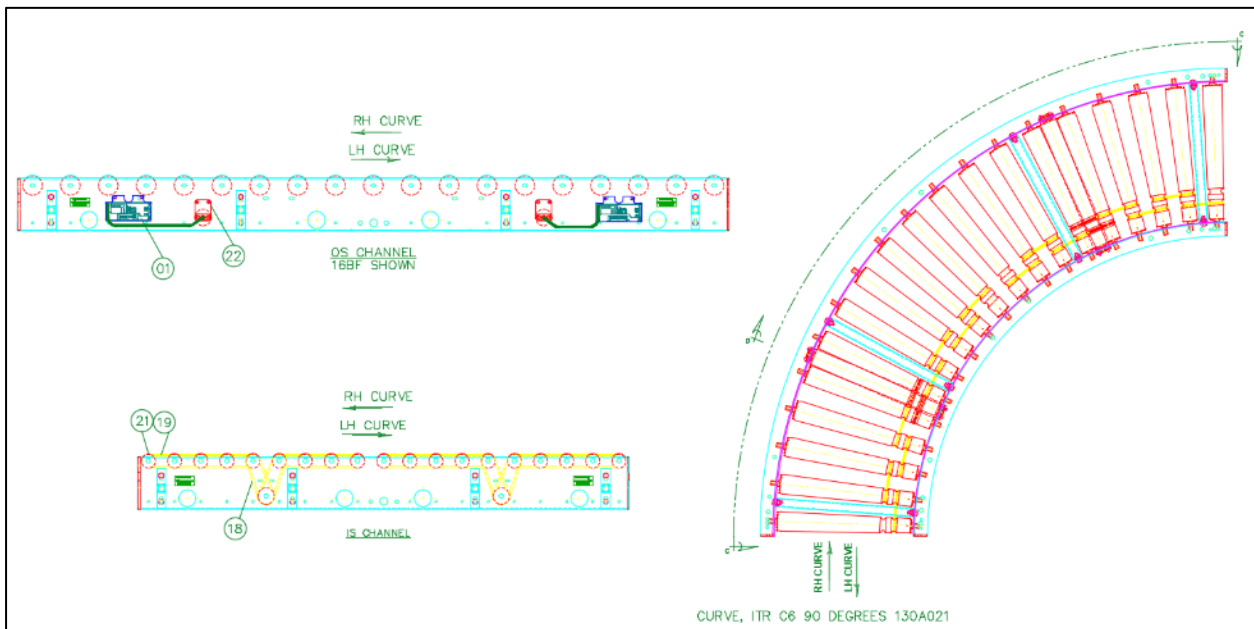 RH CURVE
LH CURVE
01
22
OS CHANNEL
16BF SHOWN
RH CURVE
LH CURVE
21
19
18
IS CHANNEL
C
D
C
RH CURVE
LH CURVE
CURVE, ITR C6 90 DEGREES 130A021